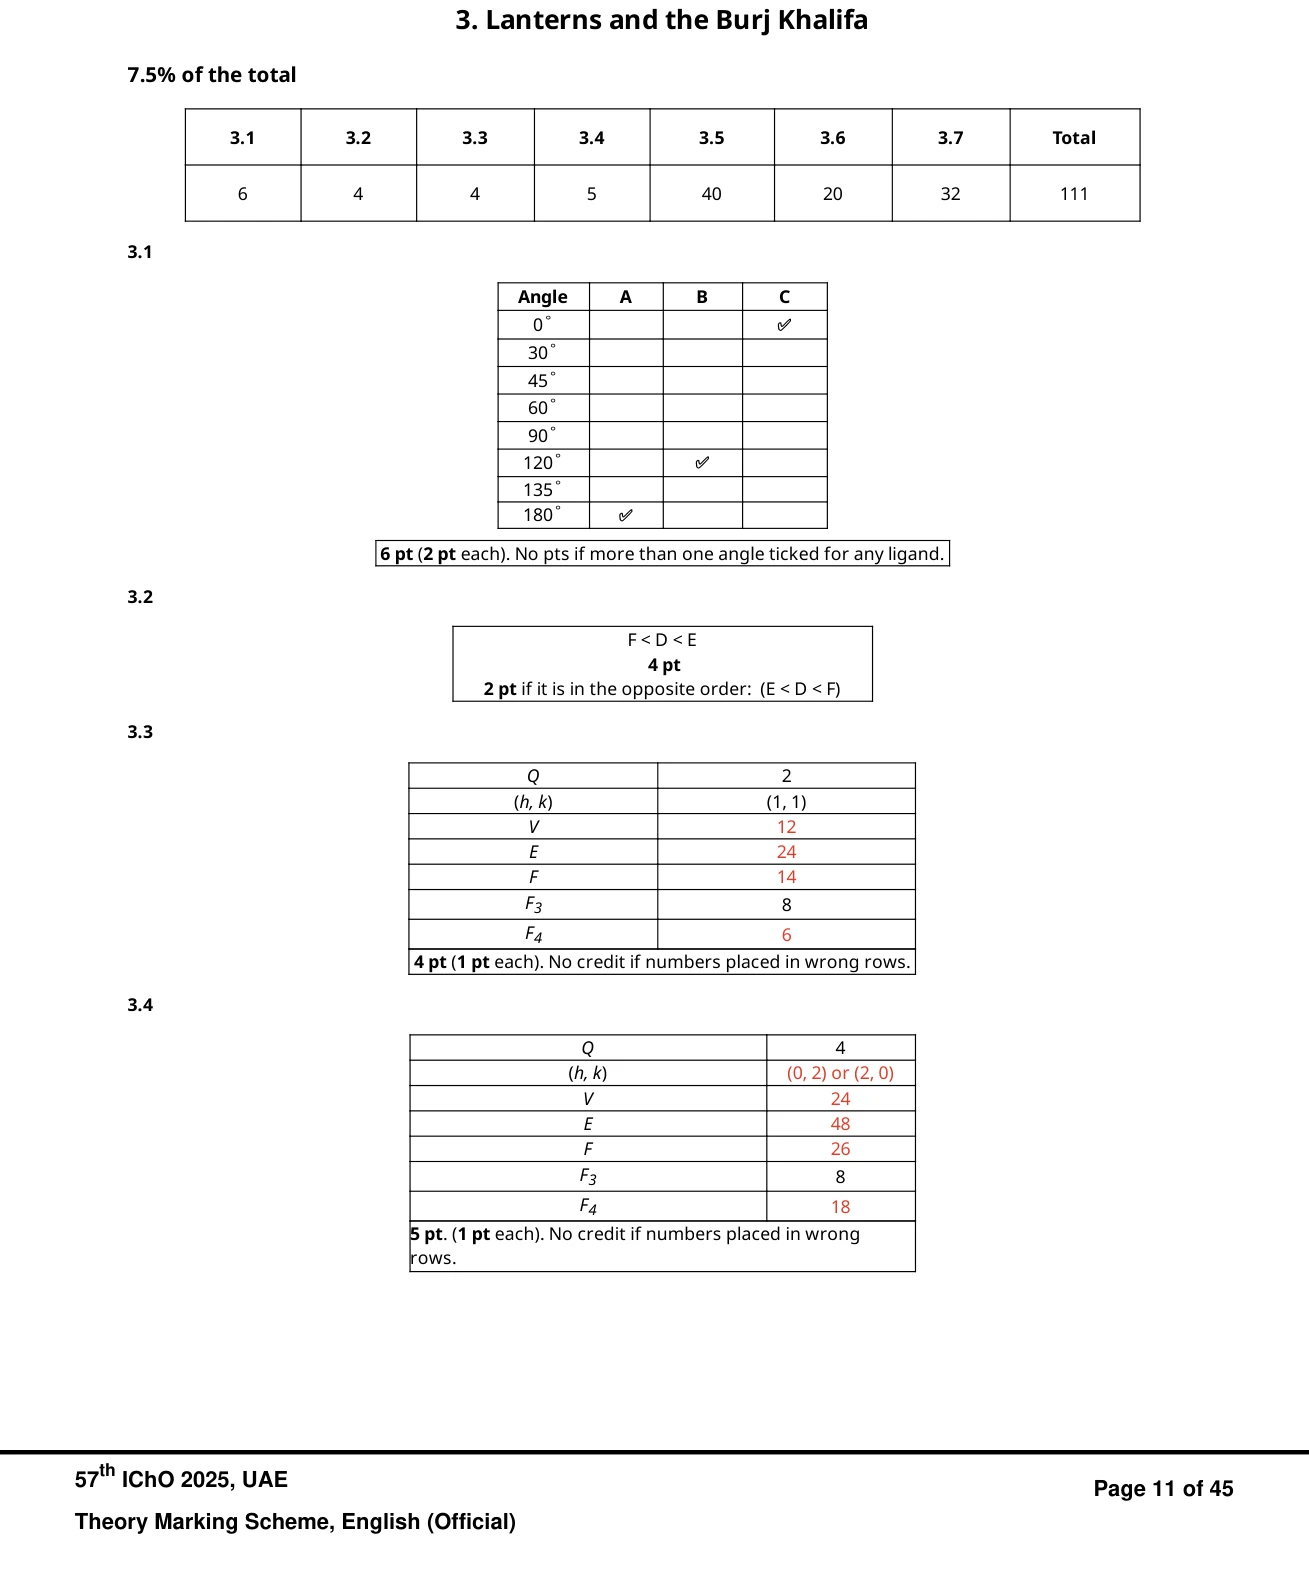 3. Lanterns and the Burj Khalifa
7.5% of the total
3.1 3.2 3.3 3.4 3.5 3.6 3.7 Total
6 4 4 5 40 20 32 111
3.1
Angle A B C
0° ✓
30°
45°
60°
90°
120° ✓
135°
180° ✓
6 pt (2 pt each). No pts if more than one angle ticked for any ligand.
3.2
F < D < E
4 pt
2 pt if it is in the opposite order: (E < D < F)
3.3
Q 2
(h, k) (1, 1)
V 12
E 24
F 14
F3 8
F4 6
4 pt (1 pt each). No credit if numbers placed in wrong rows.
3.4
Q 4
(h, k) (0, 2) or (2, 0)
V 24
E 48
F 26
F3 8
F4 18
5 pt. (1 pt each). No credit if numbers placed in wrong
rows.
57th IChO 2025, UAE
Page 11 of 45
Theory Marking Scheme, English (Official)